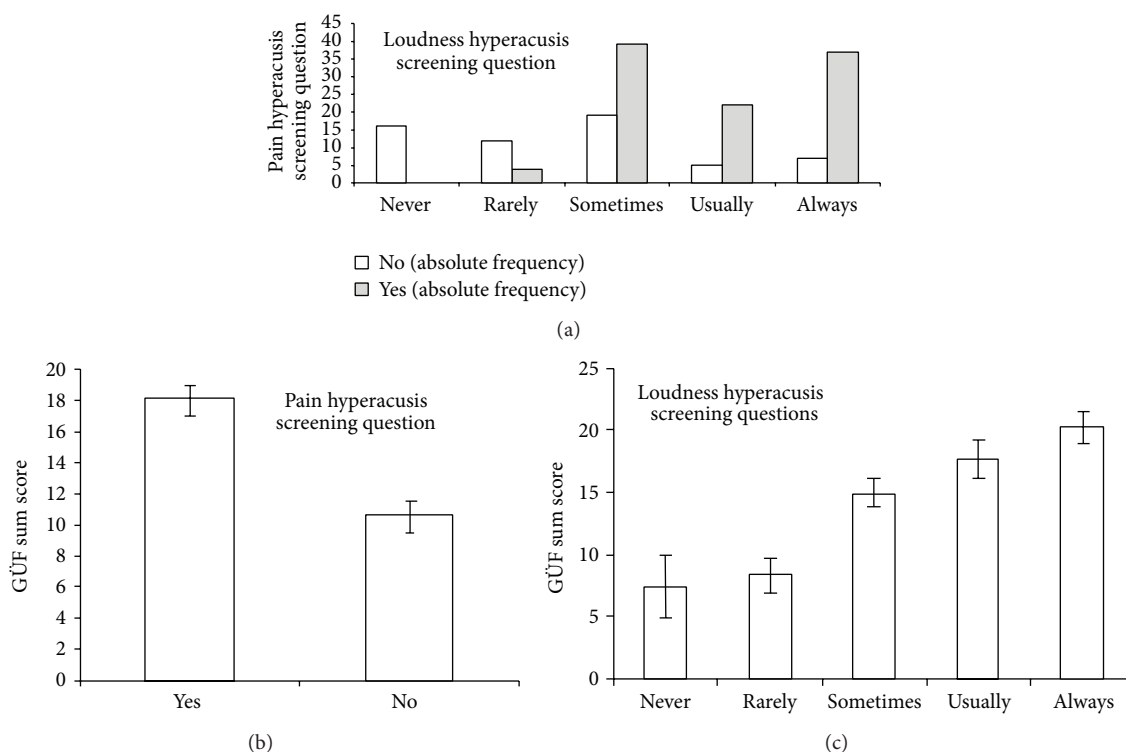 Pain hyperacusis
screening question
45
40
35
30
25
20
15
10
5
0
Loudness hyperacusis
screening question
Never Rarely Sometimes Usually Always
No (absolute frequency)
Yes (absolute frequency)
(a)
GÜF sum score
20
18
16
14
12
10
8
6
4
2
0
Pain hyperacusis
screening question
Yes No
(b)
GÜF sum score
25
20
15
10
5
0
Loudness hyperacusis
screening questions
Never Rarely Sometimes Usually Always
(c)